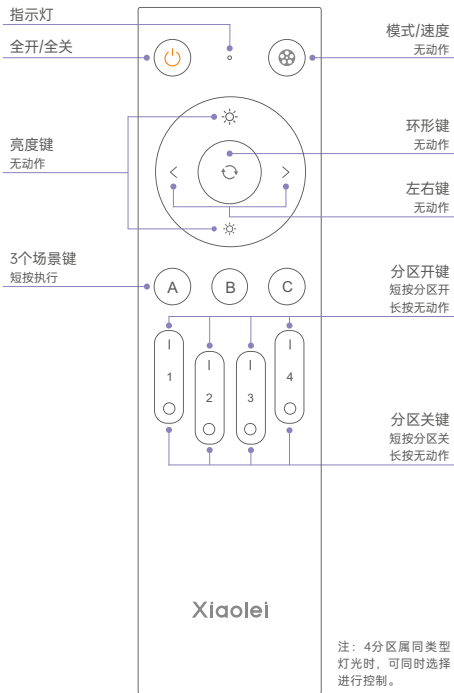 指示灯
全开/全关
模式/速度
无动作
亮度键
无动作
环形键
无动作
左右键
无动作
3个场景键
短按执行
A B C
分区开键
短按分区开
长按无动作
1 2 3 4
分区关键
短按分区关
长按无动作
Xiaolei
注：4分区属同类型
灯光时，可同时选择
进行控制。